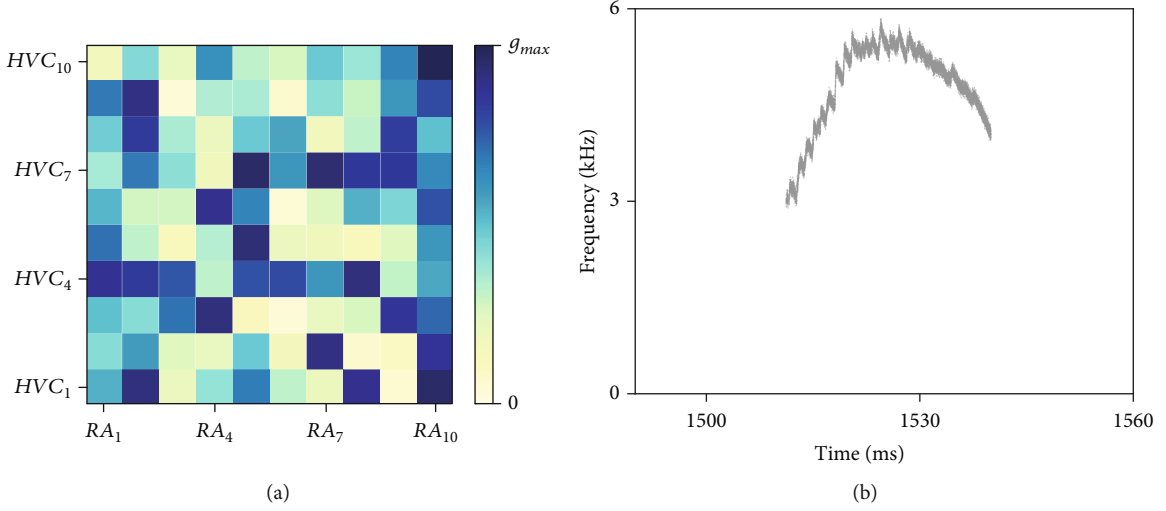 HVC10
HVC7
HVC4
HVC1
RA1 RA4 RA7 RA10
gmax
0
(a)
6
3
0
Frequency (kHz)
1500 1530 1560
Time (ms)
(b)